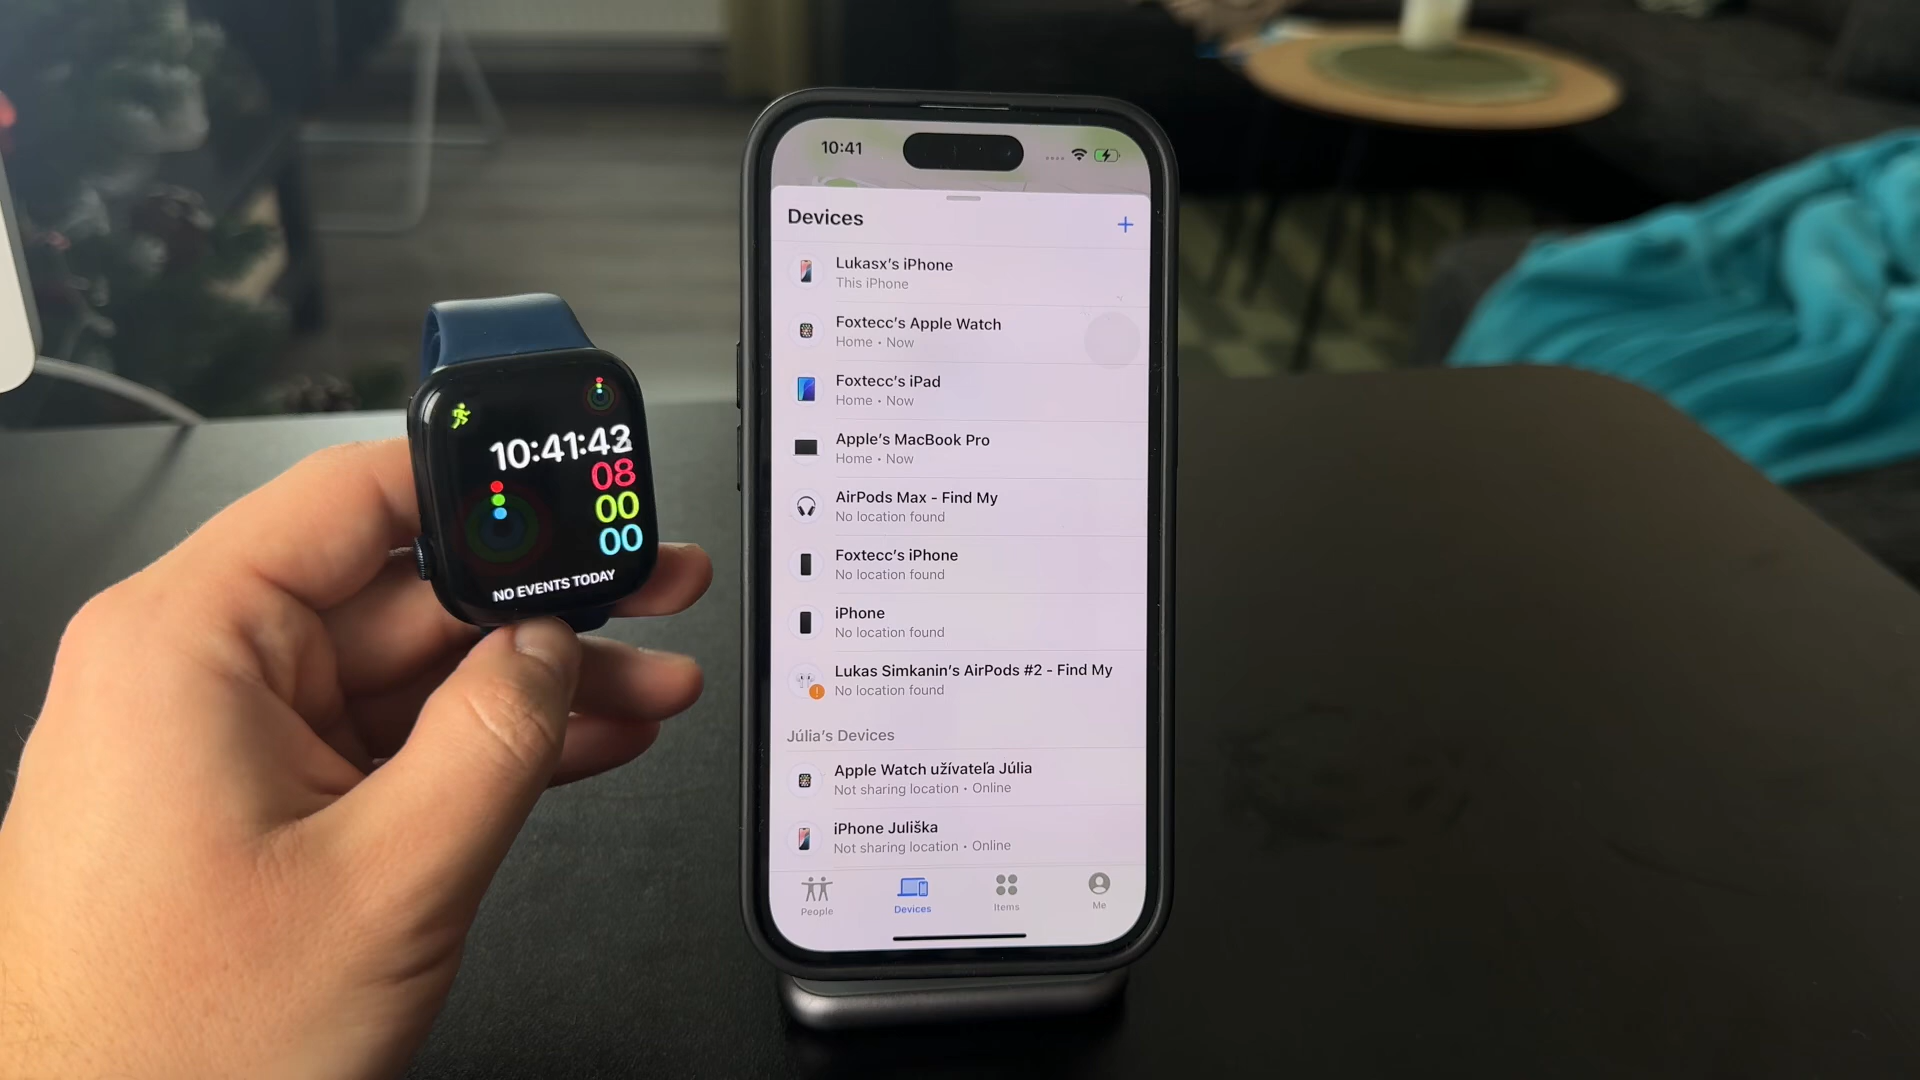 10:41:42
08
00
00
NO EVENTS TODAY
10:41
Devices
+
Lukasx's iPhone
This iPhone
Foxtecc's Apple Watch
Home • Now
Foxtecc's iPad
Home • Now
Apple's MacBook Pro
Home • Now
AirPods Max - Find My
No location found
Foxtecc's iPhone
No location found
iPhone
No location found
Lukas Simkanin's AirPods #2 - Find My
No location found
Júlia's Devices
Apple Watch užívateľa Júlia
Not sharing location • Online
iPhone Juliška
Not sharing location • Online
People
Devices
Items
Me